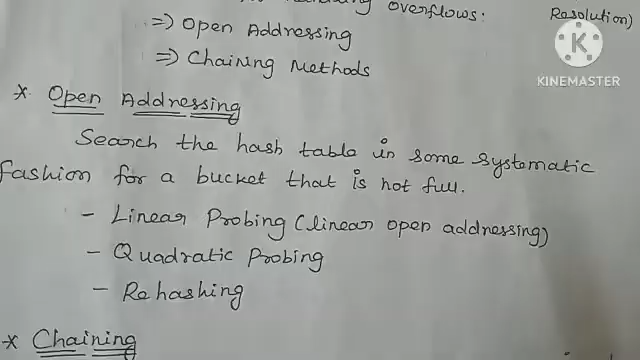 Handling Overflows: Resolution)
=> Open Addressing
=> Chaining Methods
* Open Addressing
Search the hash table in some systematic
fashion for a bucket that is not full.
- Linear Probing (linear open addressing)
- Quadratic Probing
- Rehashing
* Chaining
KINEMASTER